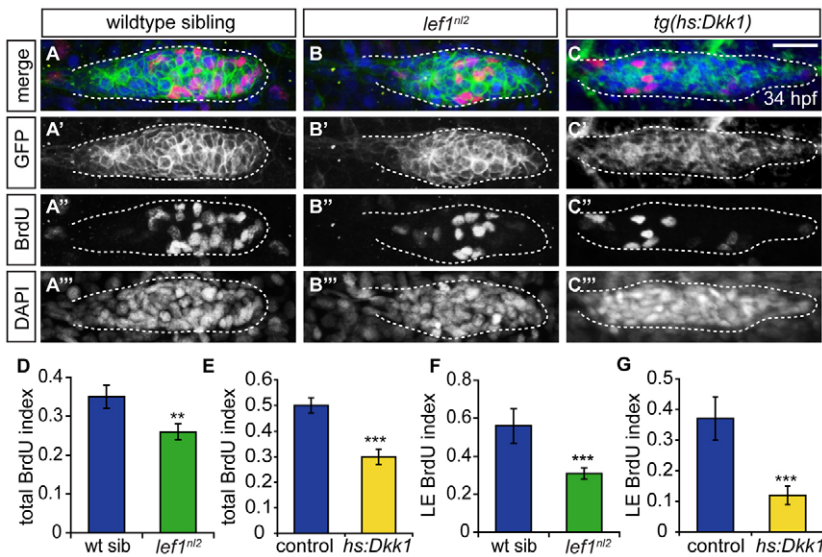 wildtype sibling
lef1nl2
tg(hs:Dkk1)
merge
A
B
C
34 hpf
GFP
A'
B'
C'
BrdU
A''
B''
C''
DAPI
A'''
B'''
C'''
D
total BrdU index
0.4
0.3
0.2
0.1
0
**
wt sib
lef1nl2
E
total BrdU index
0.6
0.5
0.4
0.3
0.2
0.1
0
***
control
hs:Dkk1
F
LE BrdU index
0.8
0.6
0.4
0.2
0
***
wt sib
lef1nl2
G
LE BrdU index
0.5
0.4
0.3
0.2
0.1
0
***
control
hs:Dkk1